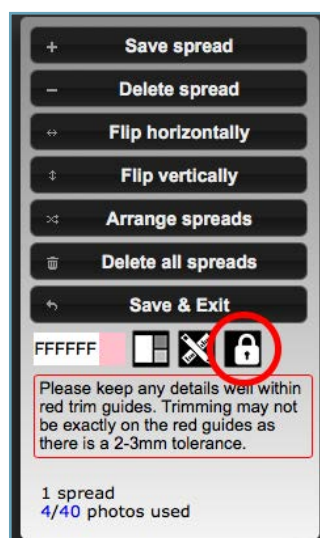 Save spread
Delete spread
Flip horizontally
Flip vertically
Arrange spreads
Delete all spreads
Save & Exit
FFFFFF
Please keep any details well within
red trim guides. Trimming may not
be exactly on the red guides as
there is a 2-3mm tolerance.
1 spread
4/40 photos used